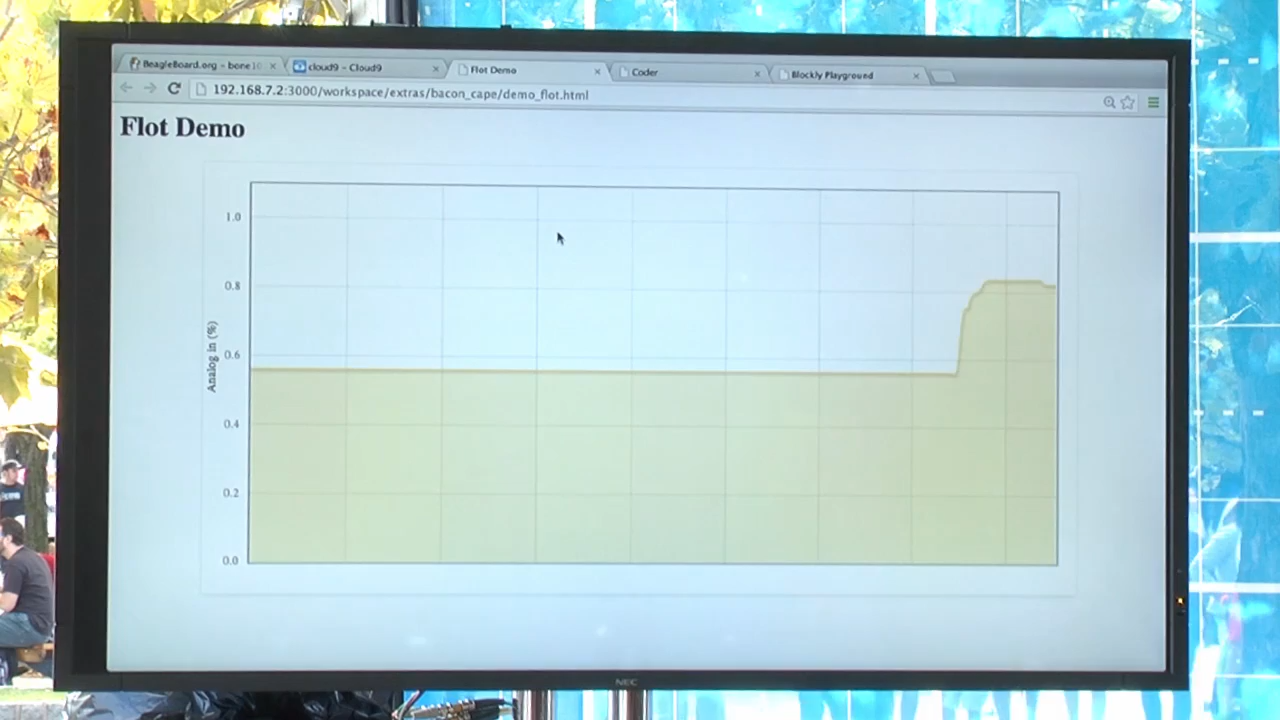 BeagleBoard.org - bone10
cloud9 - Cloud9
Flot Demo
Coder
Blockly Playground
192.168.7.2:3000/workspace/extras/bacon_cape/demo_flot.html
Flot Demo
1.0
0.8
0.6
0.4
0.2
0.0
Analog in (%)
NEC